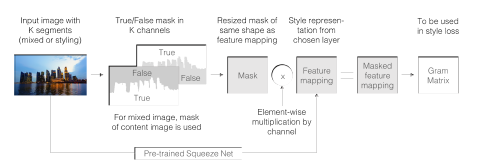 Input image with
K segments
(mixed or styling)
True/False mask in
K channels
Resized mask of
same shape as
feature mapping
Style represen-
tation from
chosen layer
To be used
in style loss
True
False
False
True
Mask
x
Feature
mapping
Masked
feature
mapping
Gram
Matrix
For mixed image, mask
of content image is used
Element-wise
multiplication by
channel
Pre-trained Squeeze Net